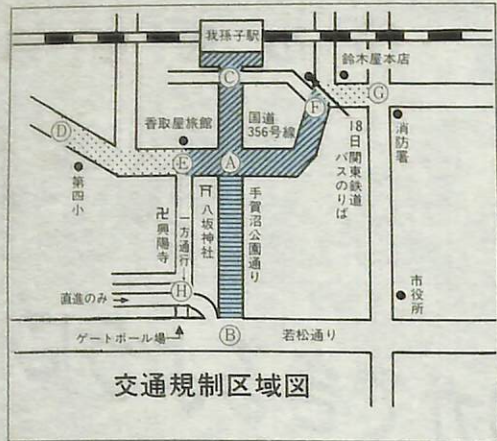 我孫子駅
鈴木屋本店
C
F
G
香取屋旅館
国道
356号線
18日関東鉄道
バスのりば
消防署
D
E
A
第四小
卍興陽寺
一方通行→
八坂神社
手賀沼公園通り
直進のみ→
H
市役所
ゲートボール場
B
若松通り
交通規制区域図